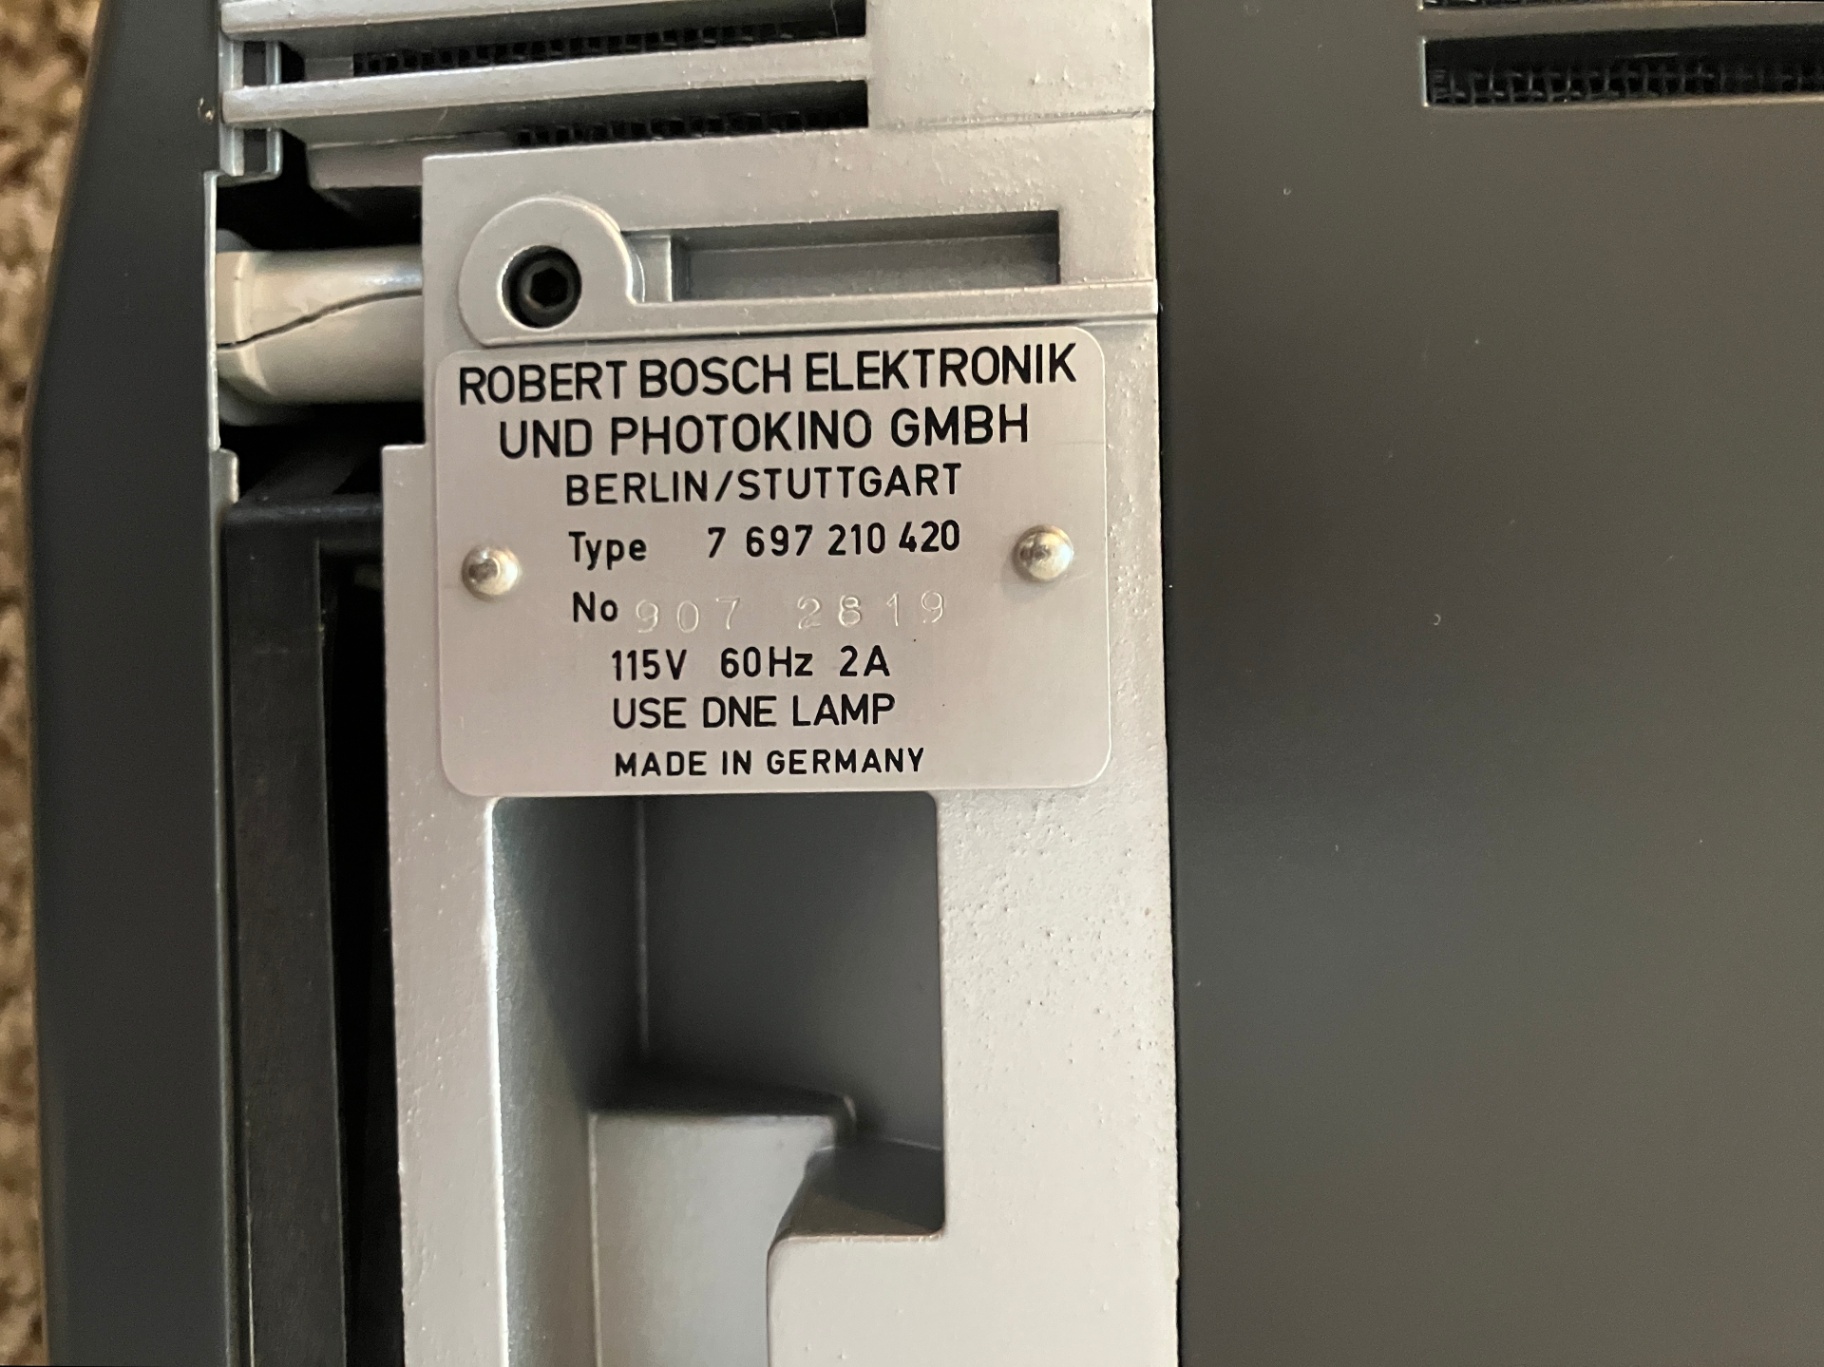 ROBERT BOSCH ELEKTRONIK
UND PHOTOKINO GMBH
BERLIN/STUTTGART
Type 7 697 210 420
No 907 2819
115V 60Hz 2A
USE DNE LAMP
MADE IN GERMANY